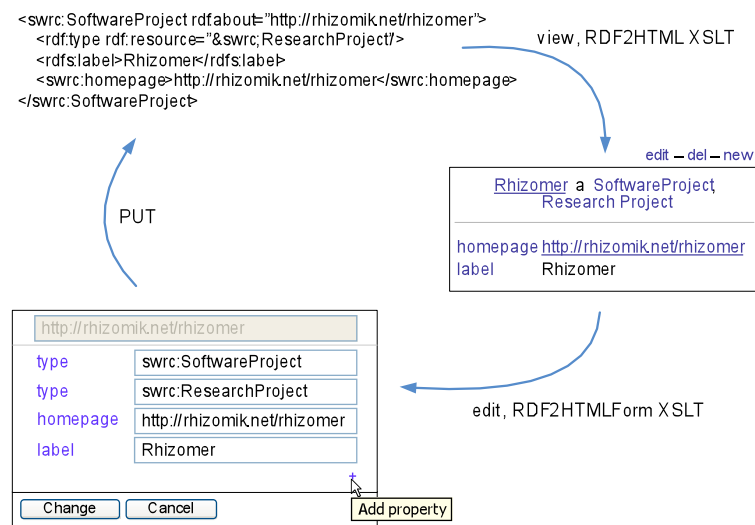 <swrc:SoftwareProject rdf:about="http://rhizomik.net/rhizomer">
<rdf:type rdf:resource="&swrc;ResearchProject/>
<rdfs:label>Rhizomer</rdfs:label>
<swrc:homepage>http://rhizomik.net/rhizomer</swrc:homepage>
</swrc:SoftwareProject>
view, RDF2HTML XSLT
edit – del – new
Rhizomer a SoftwareProject,
Research Project
homepage http://rhizomik.net/rhizomer
label Rhizomer
PUT
edit, RDF2HTMLForm XSLT
http://rhizomik.net/rhizomer
type swrc:SoftwareProject
type swrc:ResearchProject
homepage http://rhizomik.net/rhizomer
label Rhizomer
+
Change Cancel
Add property